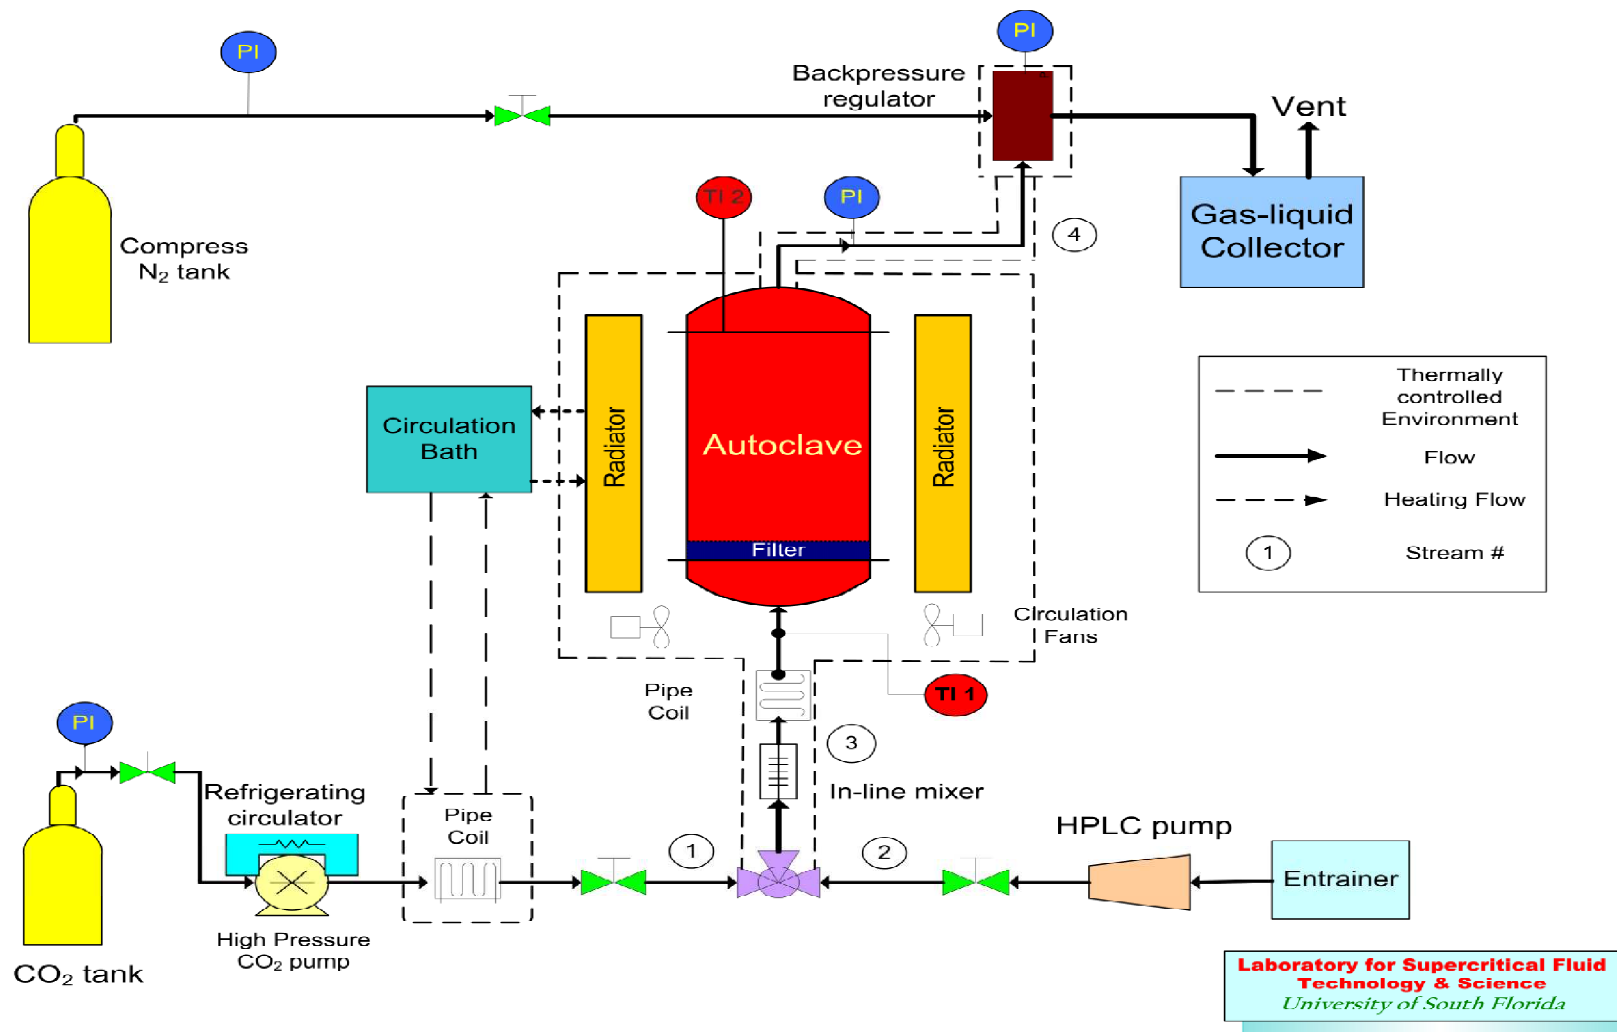 PI
PI
Backpressure
regulator
Vent
Compress
N₂ tank
TI 2
PI
4
Gas-liquid
Collector
Thermally
controlled
Environment
Flow
Heating Flow
1
Stream #
Circulation
Bath
Radiator
Autoclave
Radiator
Filter
Circulation
Fans
Pipe
Coil
TI 1
PI
3
Refrigerating
circulator
Pipe
Coil
In-line mixer
HPLC pump
1
2
Entrainer
High Pressure
CO₂ pump
CO₂ tank
Laboratory for Supercritical Fluid
Technology & Science
University of South Florida